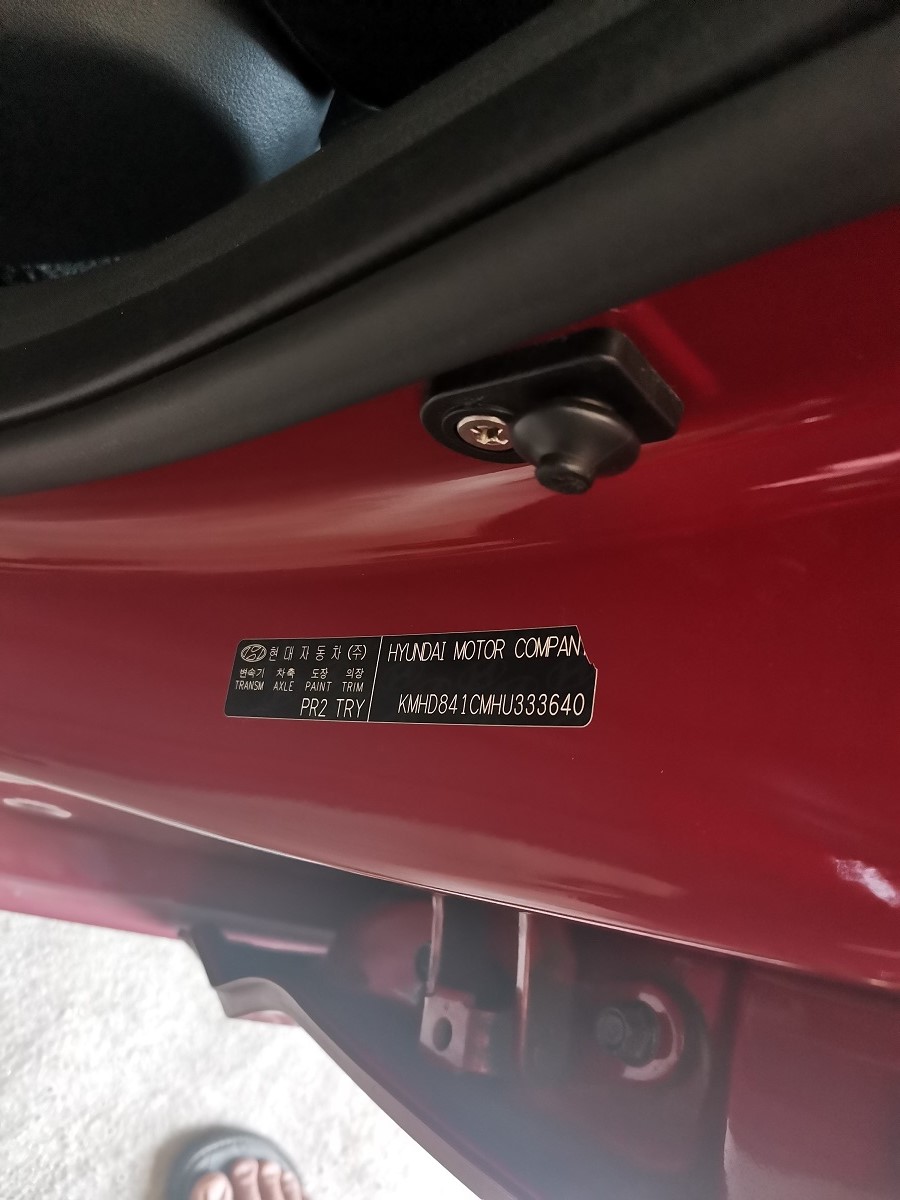 현대자동차(주)
변속기 차축 도장 의장
TRANSM AXLE PAINT TRIM
PR2 TRY
HYUNDAI MOTOR COMPAN
KMHD841CMHU333640